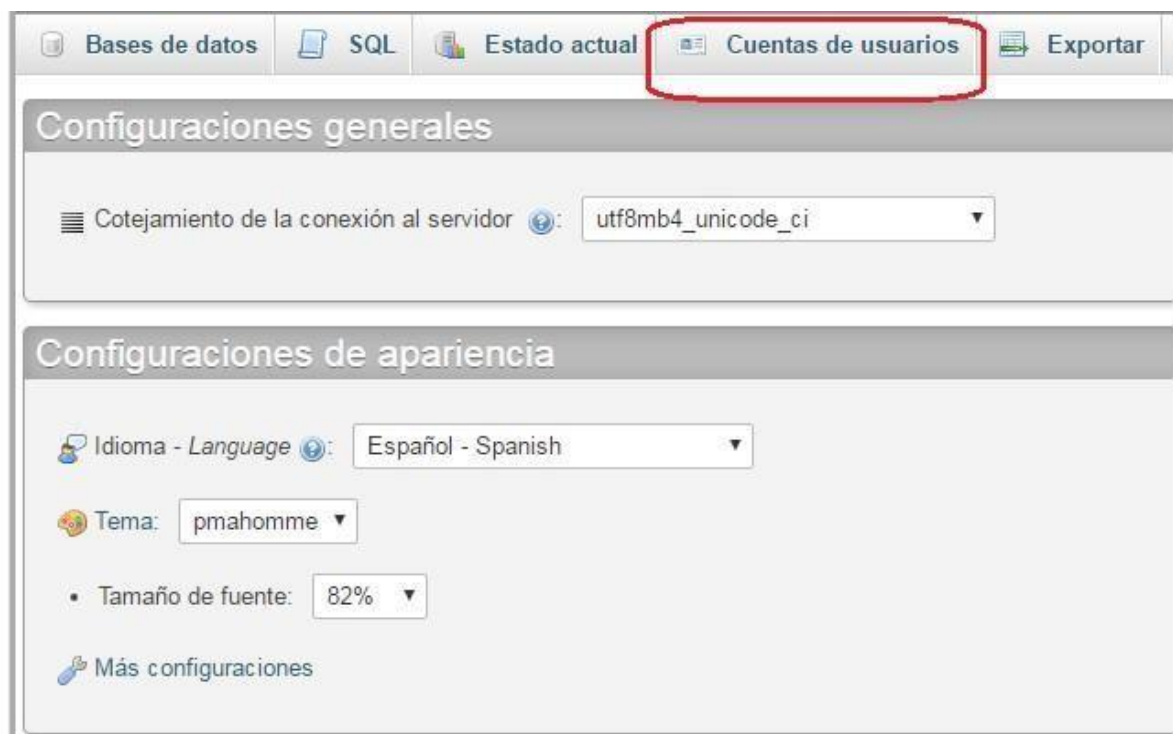 Bases de datos SQL Estado actual Cuentas de usuarios Exportar
Configuraciones generales
Cotejamiento de la conexión al servidor : utf8mb4_unicode_ci
Configuraciones de apariencia
Idioma - Language : Español - Spanish
Tema: pmahomme
• Tamaño de fuente: 82%
Más configuraciones